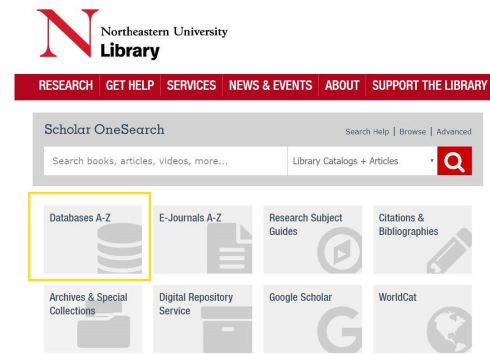 Northeastern University
Library
RESEARCH GET HELP SERVICES NEWS & EVENTS ABOUT SUPPORT THE LIBRARY
Scholar OneSearch
Search Help | Browse | Advanced
Search books, articles, videos, more...
Library Catalogs + Articles
Databases A-Z
E-Journals A-Z
Research Subject
Guides
Citations &
Bibliographies
Archives & Special
Collections
Digital Repository
Service
Google Scholar
WorldCat